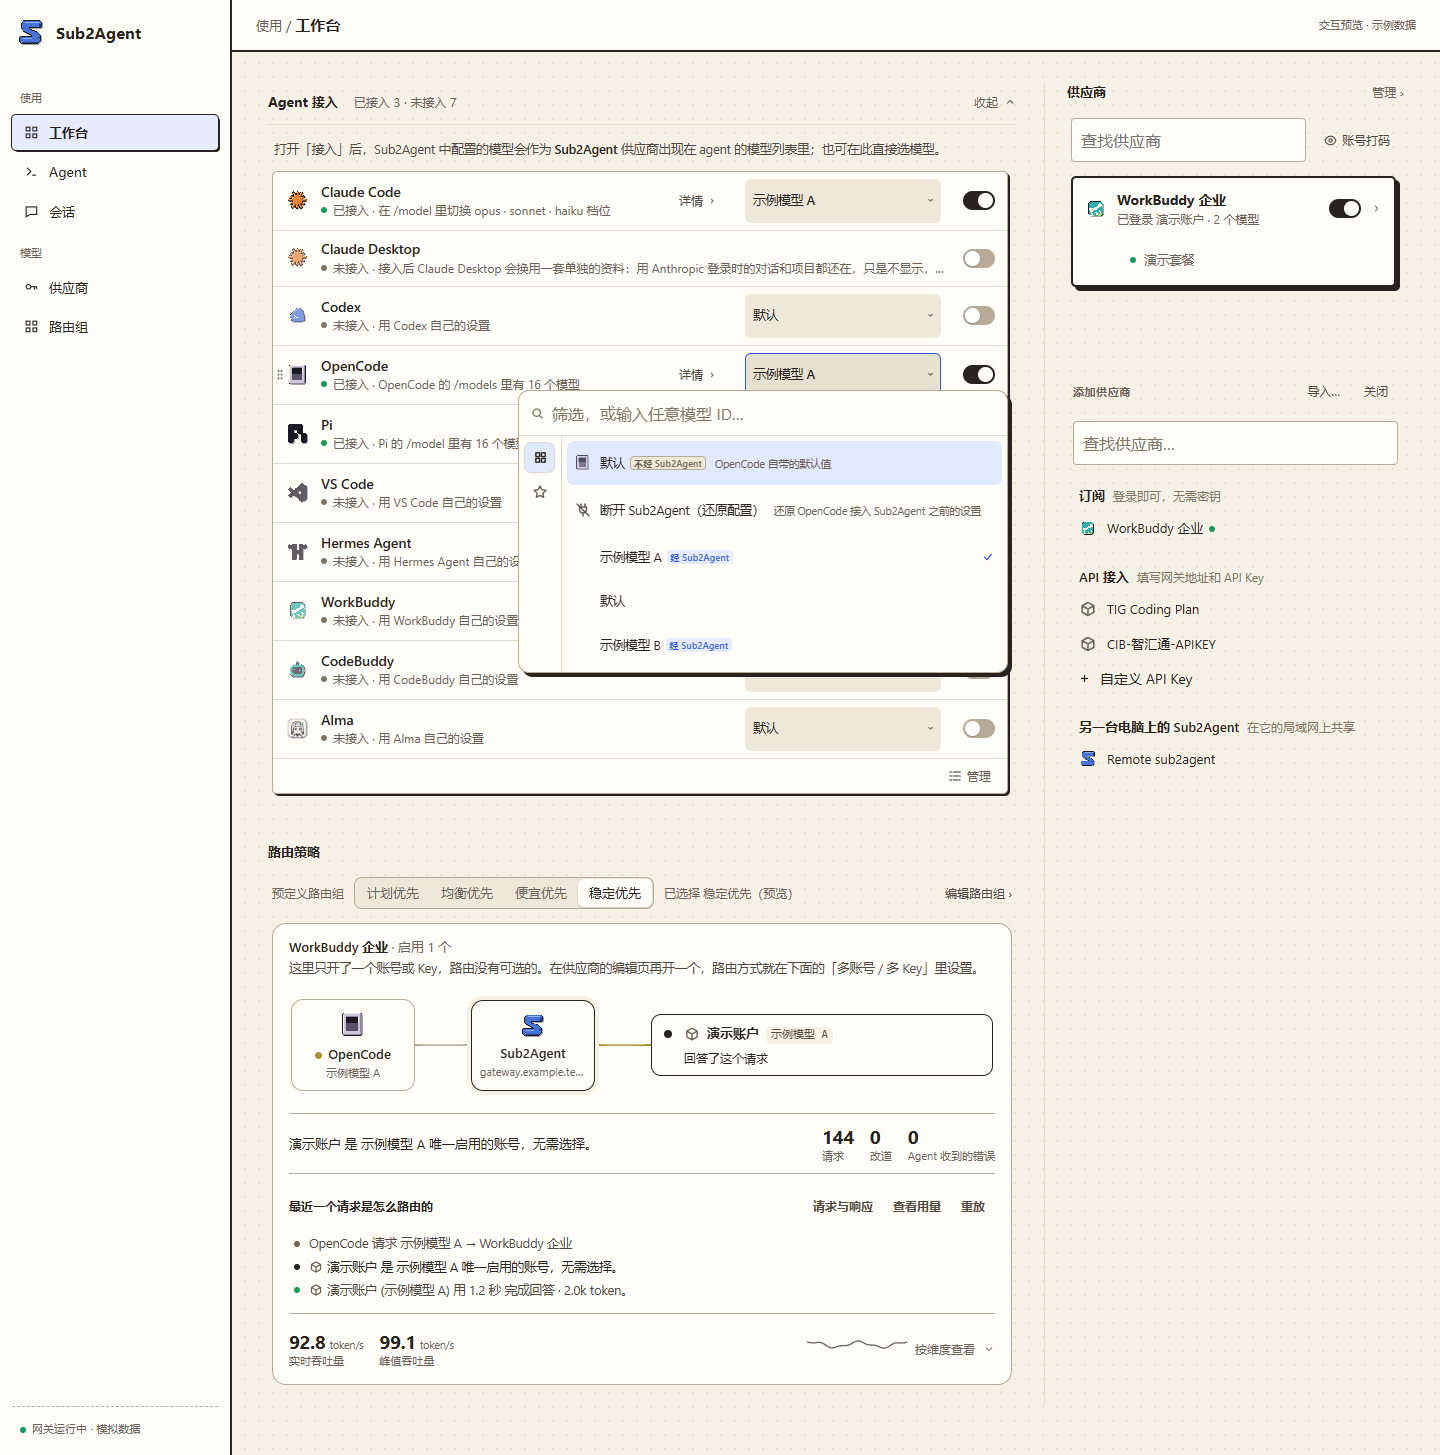 Sub2Agent
使用 / 工作台
交互预览 · 示例数据
使用
工作台
Agent
会话
模型
供应商
路由组
网关运行中 · 模拟数据
Agent 接入 已接入 3 · 未接入 7
收起
打开「接入」后，Sub2Agent 中配置的模型会作为 Sub2Agent 供应商出现在 agent 的模型列表里；也可在此直接选模型。
Claude Code
已接入 · 在 /model 里切换 opus · sonnet · haiku 档位
详情 ›
示例模型 A
Claude Desktop
未接入 · 接入后 Claude Desktop 会换用一套单独的资料：用 Anthropic 登录时的对话和项目都还在，只是不显示，...
Codex
未接入 · 用 Codex 自己的设置
默认
OpenCode
已接入 · OpenCode 的 /models 里有 16 个模型
详情 ›
示例模型 A
Pi
已接入 · Pi 的 /model 里有 16 个模
VS Code
未接入 · 用 VS Code 自己的设置
Hermes Agent
未接入 · 用 Hermes Agent 自己的设
WorkBuddy
未接入 · 用 WorkBuddy 自己的设置
CodeBuddy
未接入 · 用 CodeBuddy 自己的设置
Alma
未接入 · 用 Alma 自己的设置
默认
管理
筛选，或输入任意模型 ID...
默认 不经 Sub2Agent OpenCode 自带的默认值
断开 Sub2Agent（还原配置） 还原 OpenCode 接入 Sub2Agent 之前的设置
示例模型 A 经 Sub2Agent
默认
示例模型 B 经 Sub2Agent
路由策略
预定义路由组
计划优先
均衡优先
便宜优先
稳定优先
已选择 稳定优先（预览）
编辑路由组 ›
WorkBuddy 企业 · 启用 1 个
这里只开了一个账号或 Key，路由没有可选的。在供应商的编辑页再开一个，路由方式就在下面的「多账号 / 多 Key」里设置。
OpenCode
示例模型 A
Sub2Agent
gateway.example.te...
演示账户 示例模型 A
回答了这个请求
演示账户 是 示例模型 A 唯一启用的账号，无需选择。
144 请求
0 改道
0 Agent 收到的错误
最近一个请求是怎么路由的
请求与响应
查看用量
重放
OpenCode 请求 示例模型 A → WorkBuddy 企业
演示账户 是 示例模型 A 唯一启用的账号，无需选择。
演示账户 (示例模型 A) 用 1.2 秒 完成回答 · 2.0k token。
92.8 token/s
实时吞吐量
99.1 token/s
峰值吞吐量
按维度查看
供应商
管理 ›
查找供应商
账号打码
WorkBuddy 企业
已登录 演示账户 · 2 个模型
演示套餐
添加供应商
导入...
关闭
查找供应商...
订阅 登录即可，无需密钥
WorkBuddy 企业
API 接入 填写网关地址和 API Key
TIG Coding Plan
CIB-智汇通-APIKEY
+ 自定义 API Key
另一台电脑上的 Sub2Agent 在它的局域网上共享
Remote sub2agent